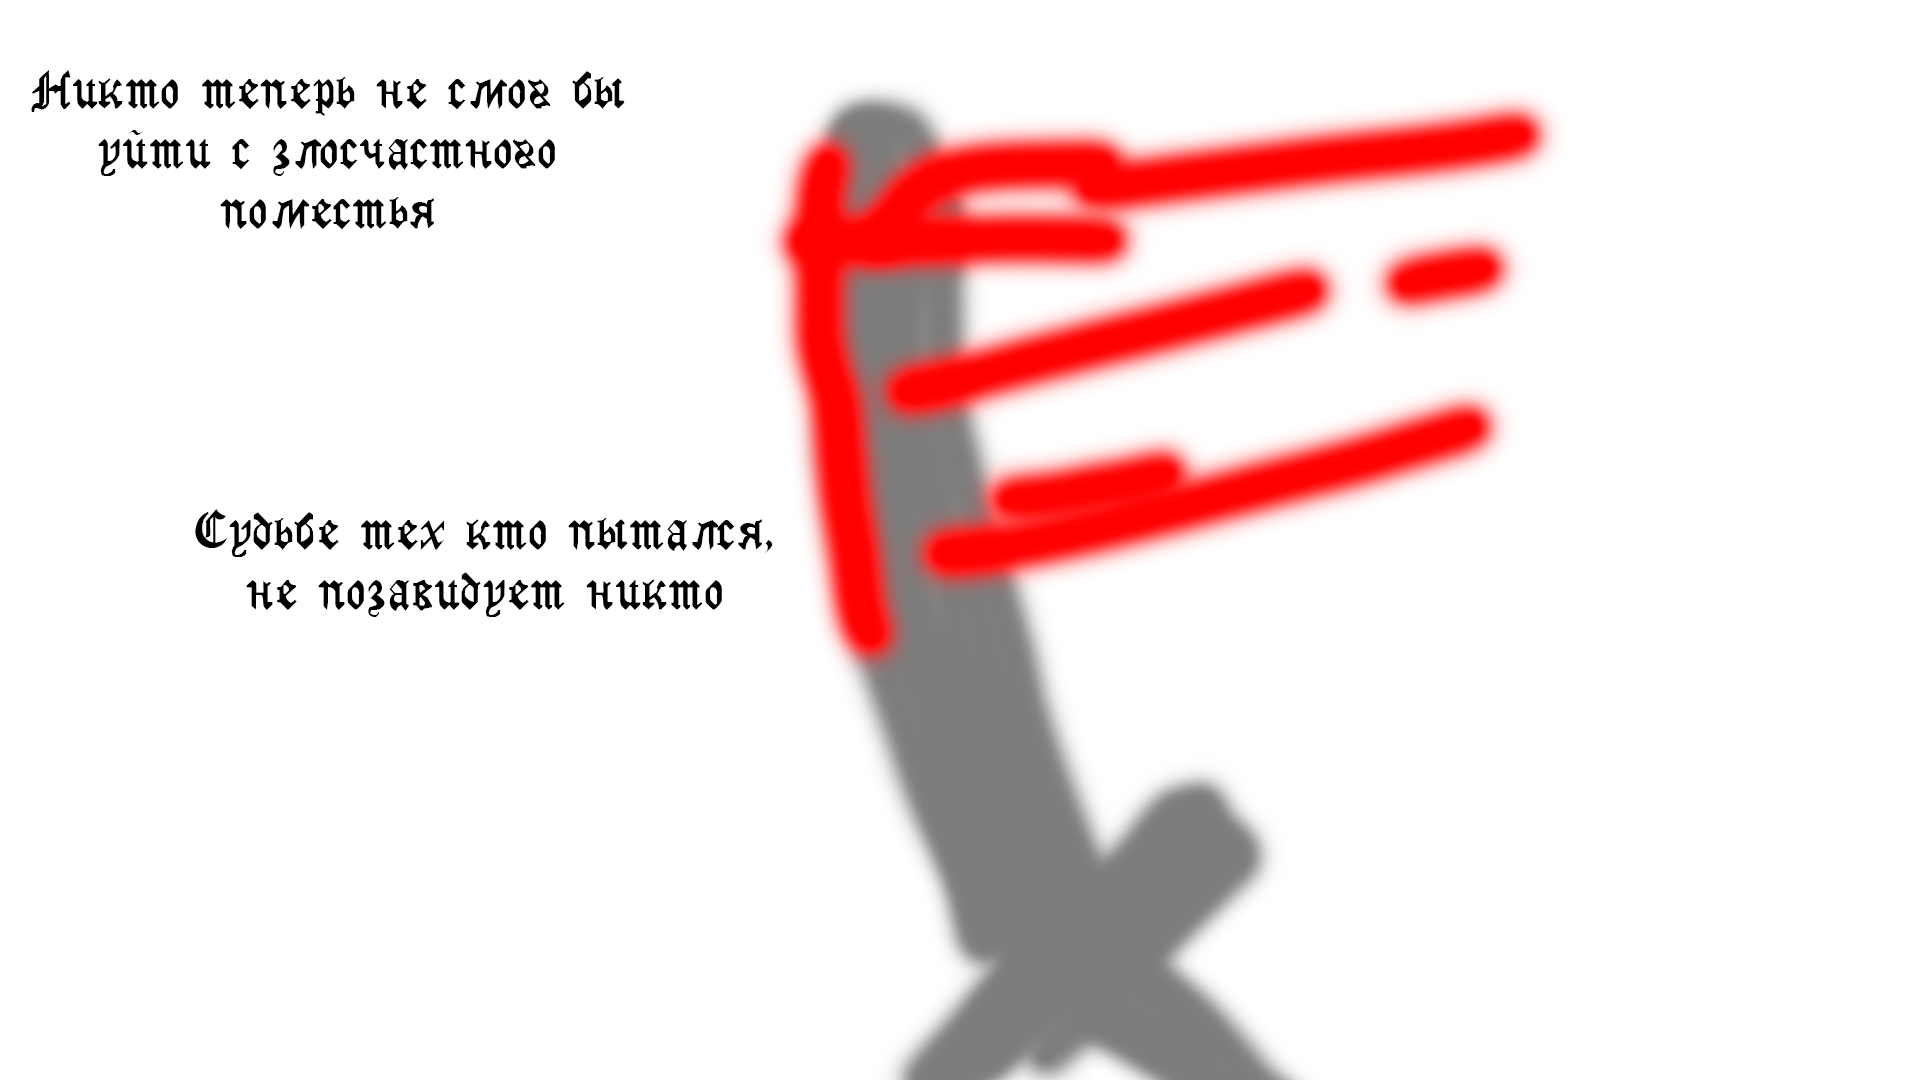 Никто теперь не смог бы
уйти с злосчастного
поместья
Судьбе тех кто пытался,
не позавидует никто